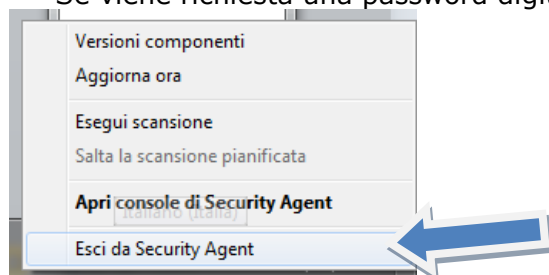 Se viene richiesta una password digi
Versioni componenti
Aggiorna ora
Esegui scansione
Salta la scansione pianificata
Apri console di Security Agent
Italiano (Italia)
Esci da Security Agent